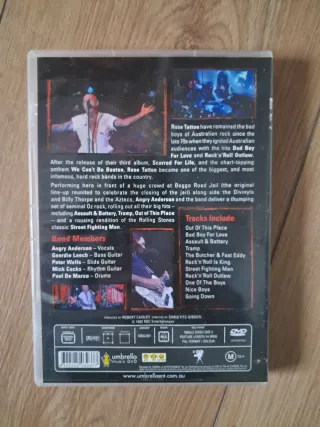 Rose Tattoo have remained the bad
boys of Australian rock since the
late 70s when they ignited Australian
audiences with the hits Bad Boy
For Love and Rock'n'Roll Outlaw.
After the release of their third album, Scarred For Life, and the chart-topping
anthem We Can't Be Beaten, Rose Tattoo became one of the biggest, and most
infamous, hard rock bands in the country.
Performing here in front of a huge crowd at Boggo Road Jail (the original
line-up reunited to celebrate the closing of the jail) along side the Divinyls
and Billy Thorpe and the Aztecs, Angry Anderson and the band deliver a thumping
set of seminal Oz rock, rolling out all their big hits –
including Assault & Battery, Tramp, Out of This Place
– and a rousing rendition of the Rolling Stones
classic Street Fighting Man.
Band Members
Angry Anderson – Vocals
Geordie Leech – Bass Guitar
Peter Wells – Slide Guitar
Mick Cocks – Rhythm Guitar
Paul De Marco – Drums
Tracks Include
Out Of This Place
Bad Boy For Love
Assault & Battery
Tramp
The Butcher & Fast Eddy
Rock'n'Roll Is King
Street Fighting Man
Rock'n'Roll Outlaw
One Of The Boys
Nice Boys
Going Down
DVD
ALL
umbrella
music DVD
M
www.umbrellaent.com.au